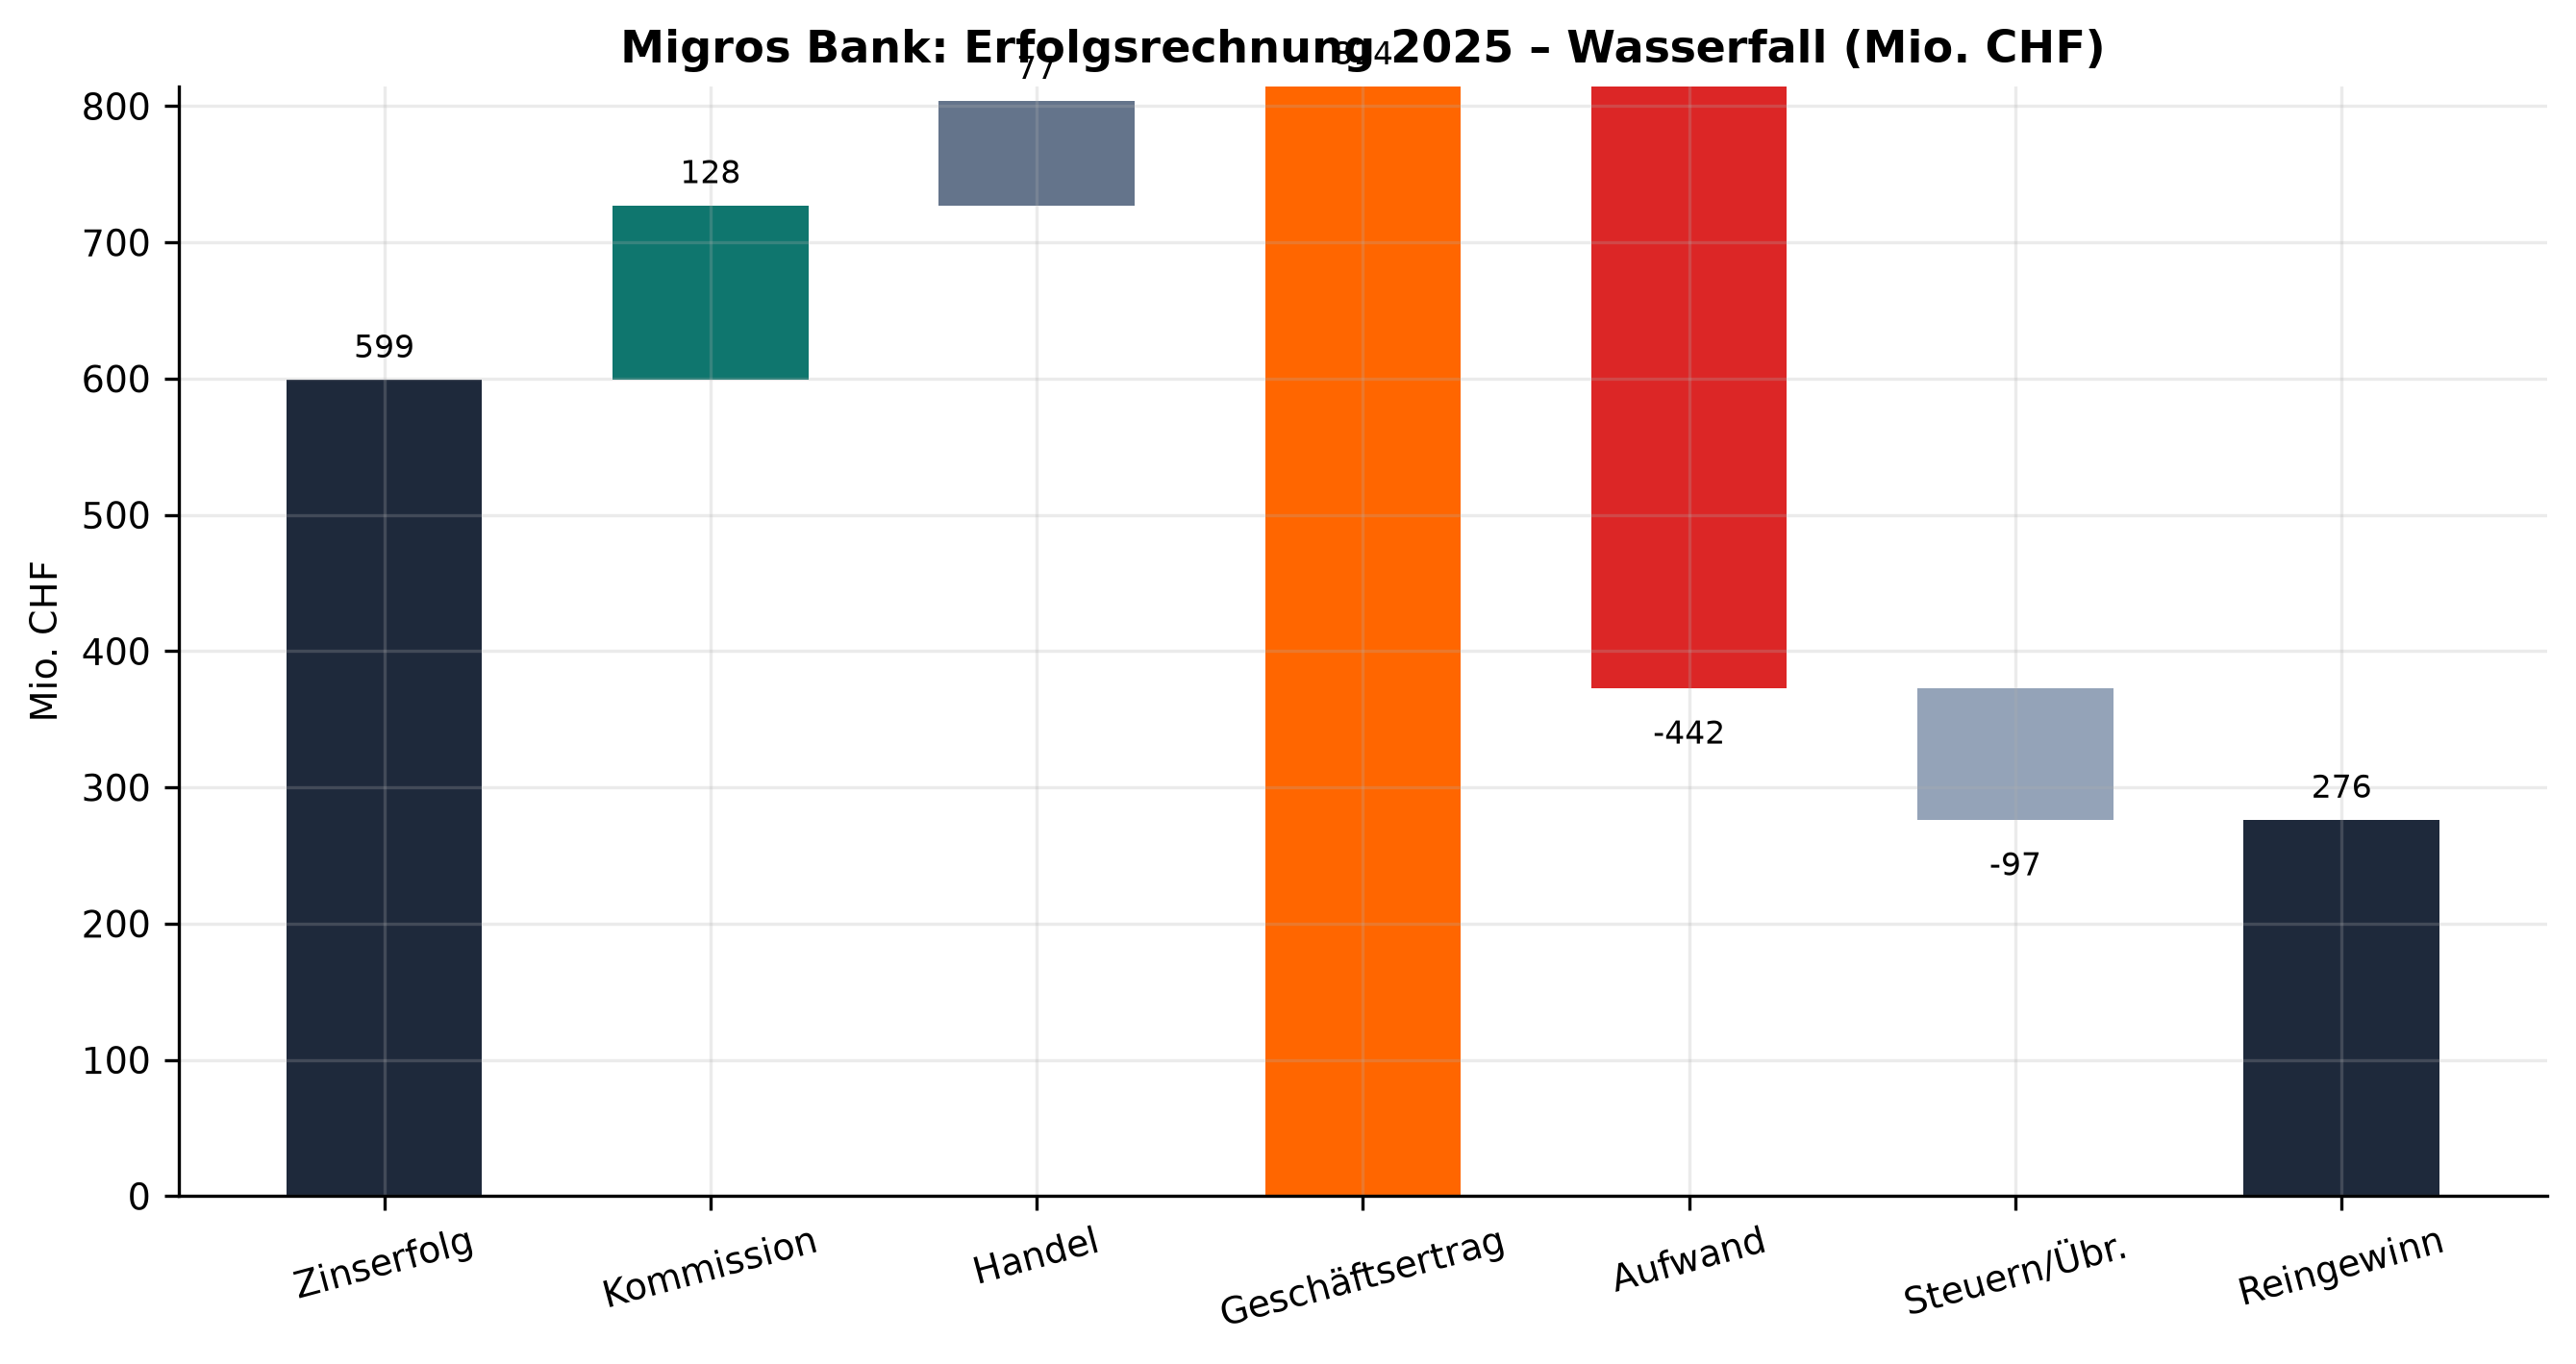 Migros Bank: Erfolgsrechnung 2025 – Wasserfall (Mio. CHF)
77
Mio. CHF
800
700
600
500
400
300
200
100
0
599
128
-442
-97
276
Zinserfolg
Kommission
Handel
Geschäftsertrag
Aufwand
Steuern/Übr.
Reingewinn